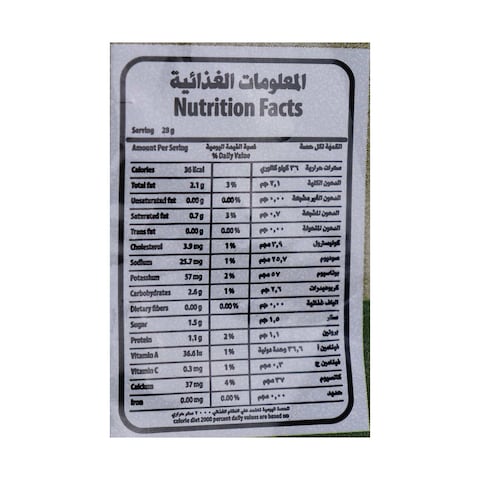 المعلومات الغذائية
Nutrition Facts
Serving 28 g
Amount Per Serving % Daily Value الكمية لكل حصة
Calories 36 Kcal ٣٦ كيلو كالوري سعرات حرارية
Total fat 2.1 g 3% ٢,١ جم الدهون الكلية
Unsaturated fat 0.00 g 0.00% ٠,٠٠ جم الدهون الغير مشبعة
Saturated fat 0.7 g 3% ٠,٧ جم الدهون المشبعة
Trans fat 0.00 g 0.00% ٠,٠٠ جم الدهون المتحولة
Cholesterol 3.9 mg 1% ٣,٩ مجم كوليسترول
Sodium 25.7 mg 1% ٢٥,٧ مجم صوديوم
Potassium 57 mg 2% ٥٧ مجم بوتاسيوم
Carbohydrates 2.6 g 1% ٢,٦ جم كربوهيدرات
Dietary fibers 0.00 g 0.00% ٠,٠٠ جم الياف غذائية
Sugar 1.5 g ١,٥ جم سكر
Protein 1.1 g 2% ١,١ جم بروتين
Vitamin A 36.6 Iu 1% ٣٦,٦ وحدة دولية فيتامين أ
Vitamin C 0.3 mg 1% ٠,٣ مجم فيتامين ج
Calcium 37 mg 4% ٣٧ مجم كالسيوم
Iron 0.00 mg 0.00% ٠,٠٠ مجم حديد
٢٠٠٠ سعر حراري
calorie diet 2000 percent daily values are based on